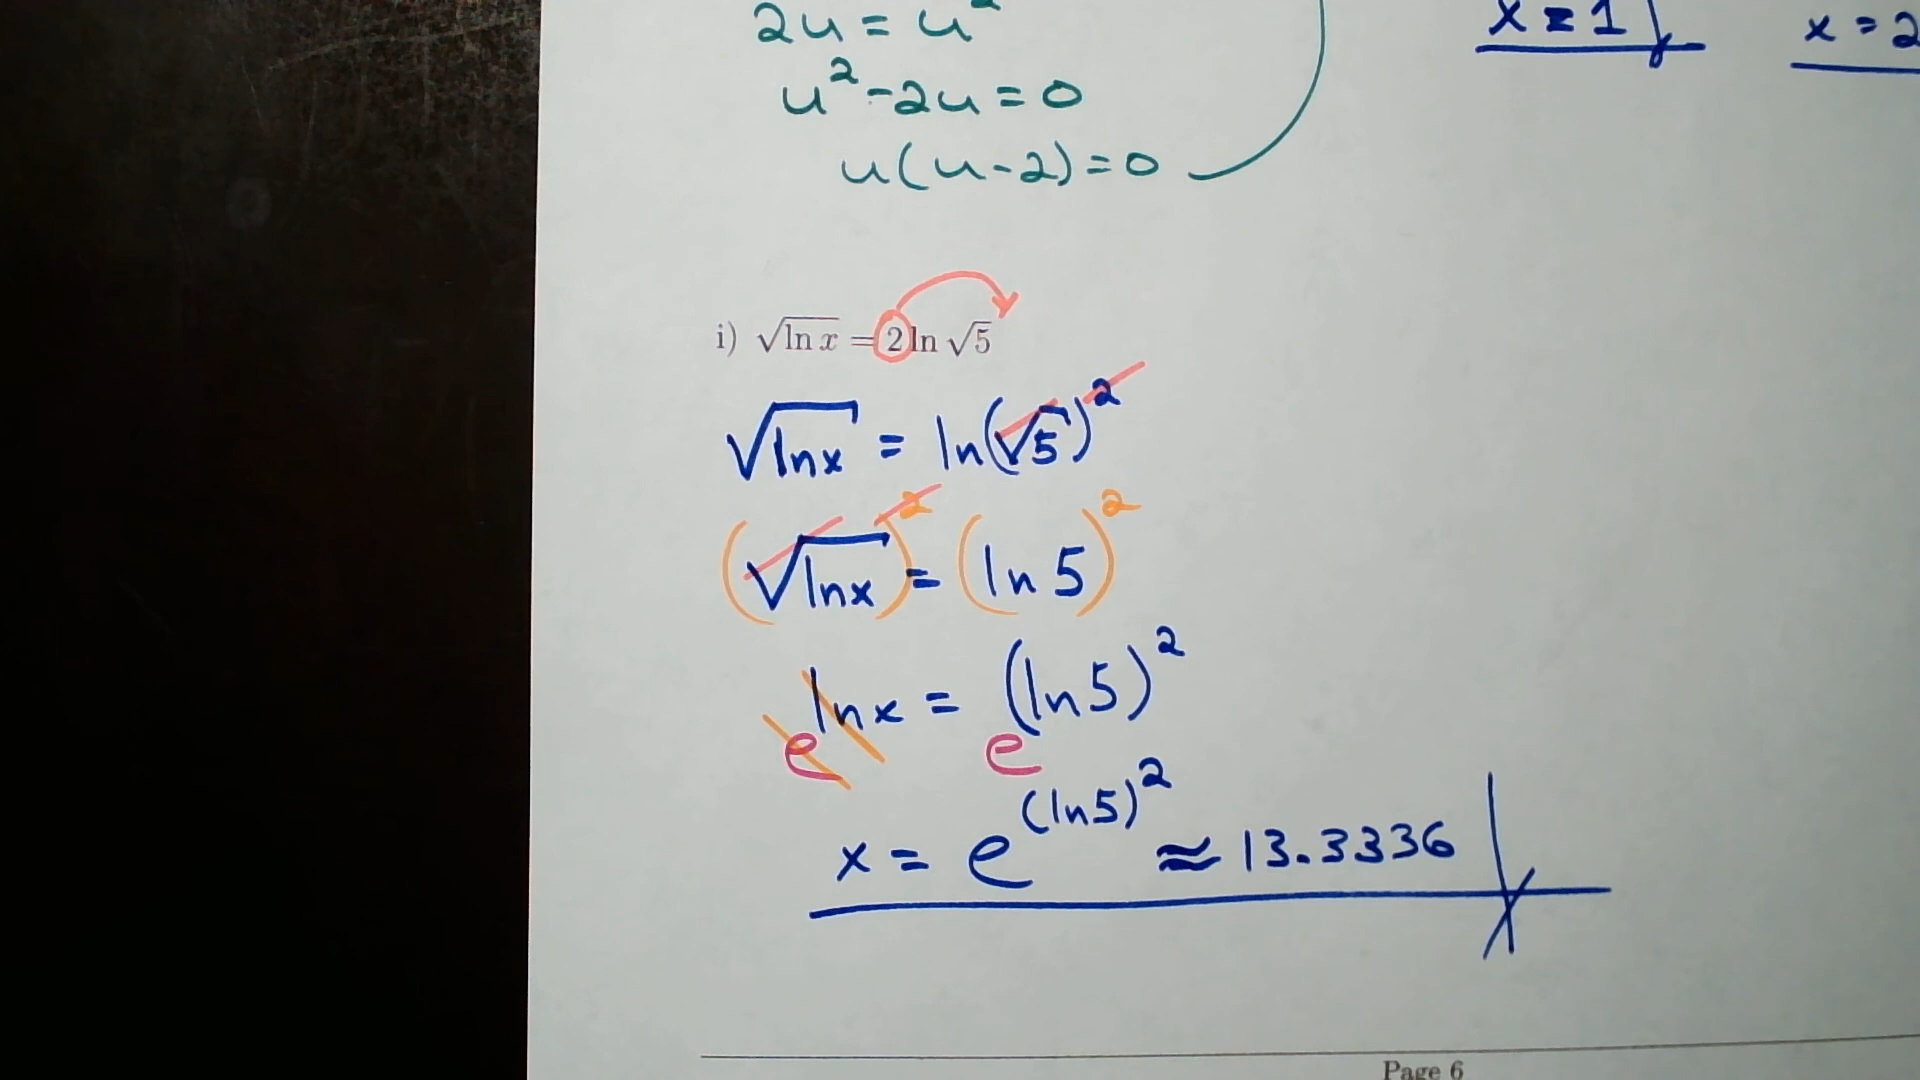 2u = u²
x = 1
x = 2
u² - 2u = 0
u(u-2) = 0
i) √ln x = 2 ln √5
√lnx = ln(√5)²
(√lnx)² = (ln 5)²
e^lnx = e^(ln5)²
x = e^(ln5)² ≈ 13.3336
Page 6